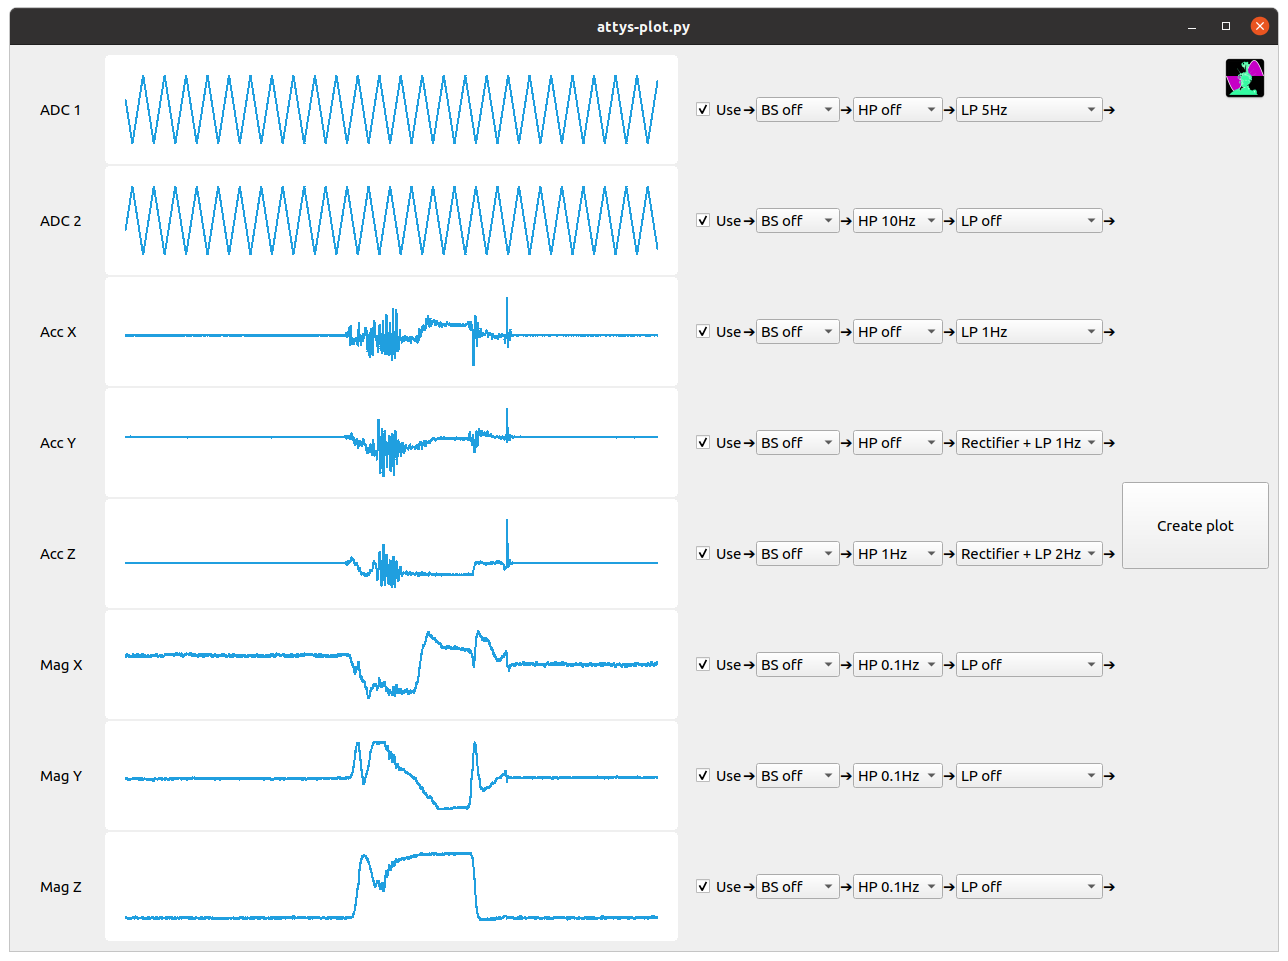 attys-plot.py
ADC 1 Use BS off HP off LP 5Hz
ADC 2 Use BS off HP 10Hz LP off
Acc X Use BS off HP off LP 1Hz
Acc Y Use BS off HP off Rectifier + LP 1Hz
Create plot
Acc Z Use BS off HP 1Hz Rectifier + LP 2Hz
Mag X Use BS off HP 0.1Hz LP off
Mag Y Use BS off HP 0.1Hz LP off
Mag Z Use BS off HP 0.1Hz LP off